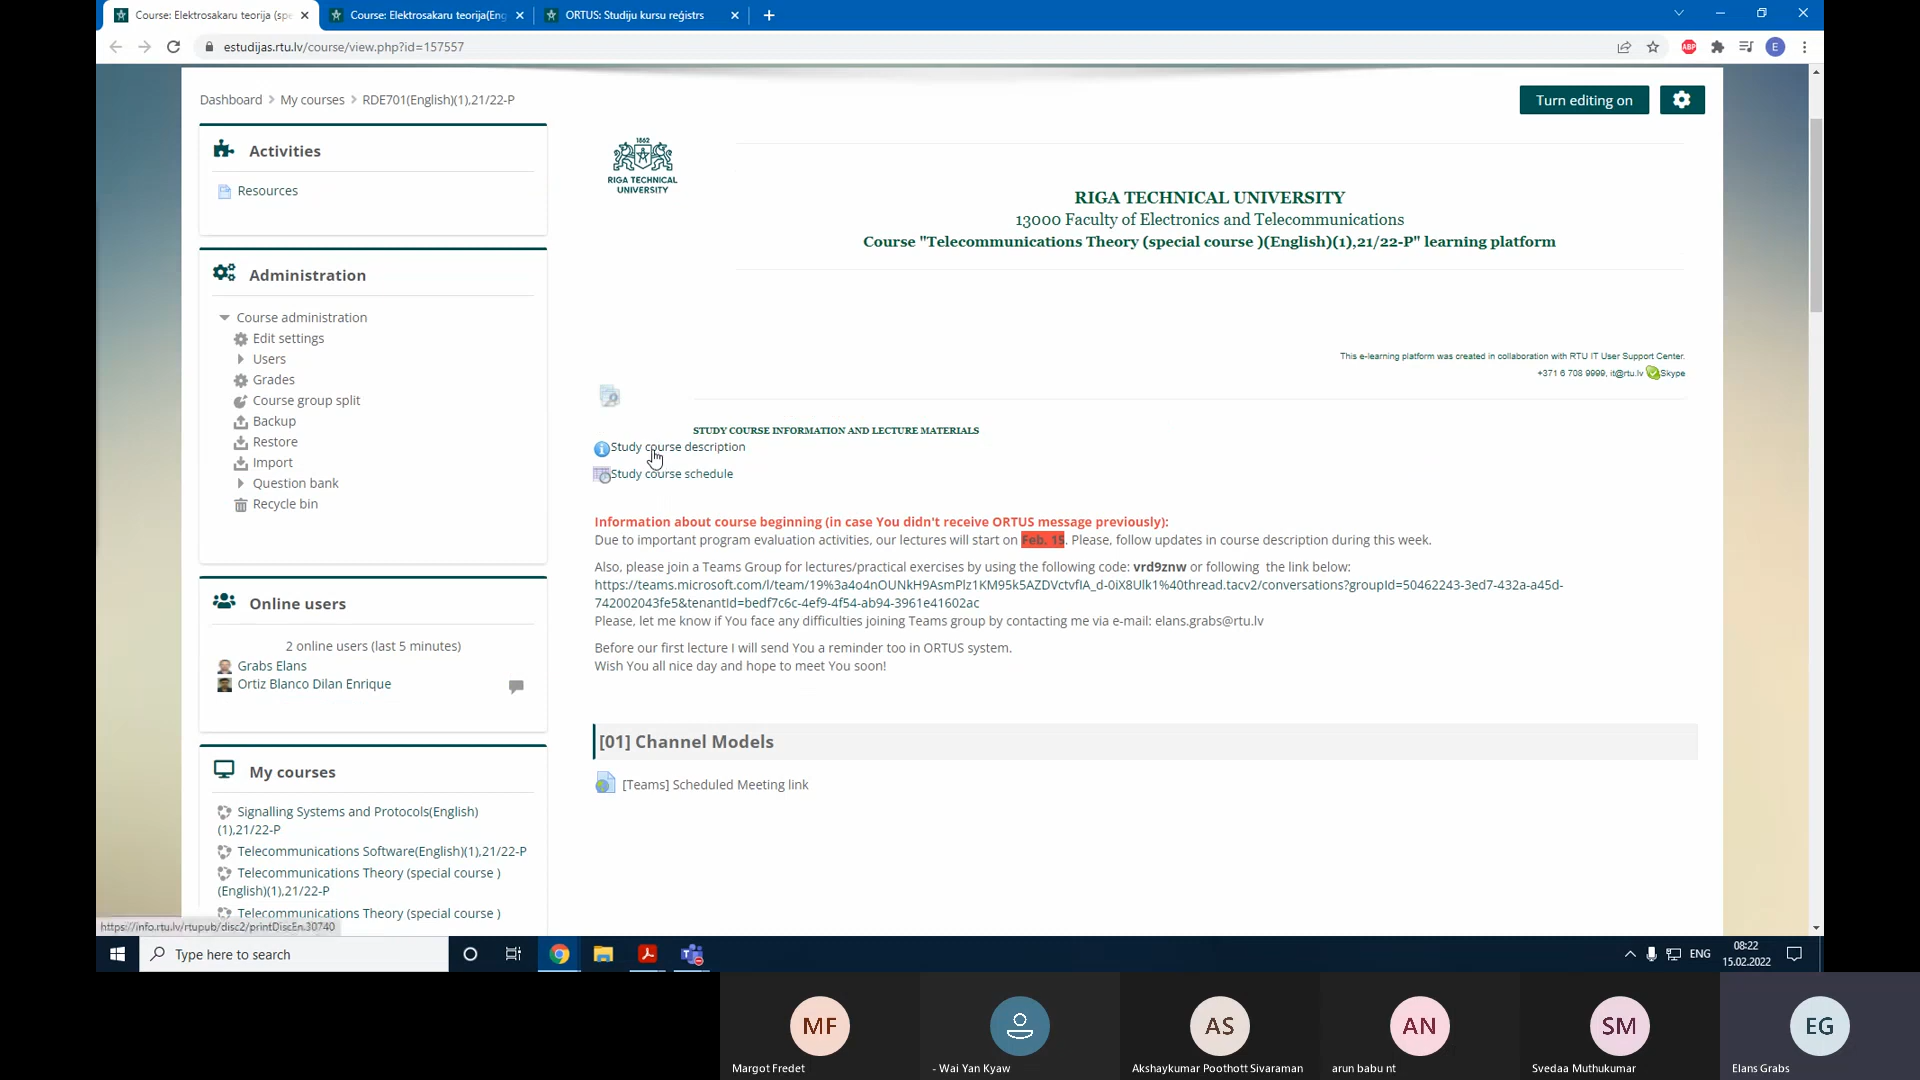 Course: Elektrosakaru teorija (spe
Course: Elektrosakaru teorija(Eng
ORTUS: Studiju kursu reģistrs
estudijas.rtu.lv/course/view.php?id=157557
ABP
E
Dashboard > My courses > RDE701(English)(1),21/22-P
Turn editing on
Activities
Resources
Administration
Course administration
Edit settings
Users
Grades
Course group split
Backup
Restore
Import
Question bank
Recycle bin
Online users
2 online users (last 5 minutes)
Grabs Elans
Ortiz Blanco Dilan Enrique
My courses
Signalling Systems and Protocols(English)
(1),21/22-P
Telecommunications Software(English)(1),21/22-P
Telecommunications Theory (special course )
(English)(1),21/22-P
Telecommunications Theory (special course )
https://info.rtu.lv/rtupub/disc2/printDiscEn.30740
1862
RIGA TECHNICAL
UNIVERSITY
RIGA TECHNICAL UNIVERSITY
13000 Faculty of Electronics and Telecommunications
Course "Telecommunications Theory (special course )(English)(1),21/22-P" learning platform
This e-learning platform was created in collaboration with RTU IT User Support Center.
+371 6 708 9999, it@rtu.lv Skype
STUDY COURSE INFORMATION AND LECTURE MATERIALS
Study course description
Study course schedule
Information about course beginning (in case You didn't receive ORTUS message previously):
Due to important program evaluation activities, our lectures will start on Feb. 15. Please, follow updates in course description during this week.
Also, please join a Teams Group for lectures/practical exercises by using the following code: vrd9znw or following the link below:
https://teams.microsoft.com/l/team/19%3a4o4nOUNkH9AsmPlz1KM95k5AZDVctvfIA_d-0iX8Ulk1%40thread.tacv2/conversations?groupId=50462243-3ed7-432a-a45d-
742002043fe5&tenantId=bedf7c6c-4ef9-4f54-ab94-3961e41602ac
Please, let me know if You face any difficulties joining Teams group by contacting me via e-mail: elans.grabs@rtu.lv
Before our first lecture I will send You a reminder too in ORTUS system.
Wish You all nice day and hope to meet You soon!
[01] Channel Models
[Teams] Scheduled Meeting link
Type here to search
ENG
08:22
15.02.2022
MF
AS
AN
SM
EG
Margot Fredet
- Wai Yan Kyaw
Akshaykumar Poothott Sivaraman
arun babu nt
Svedaa Muthukumar
Elans Grabs